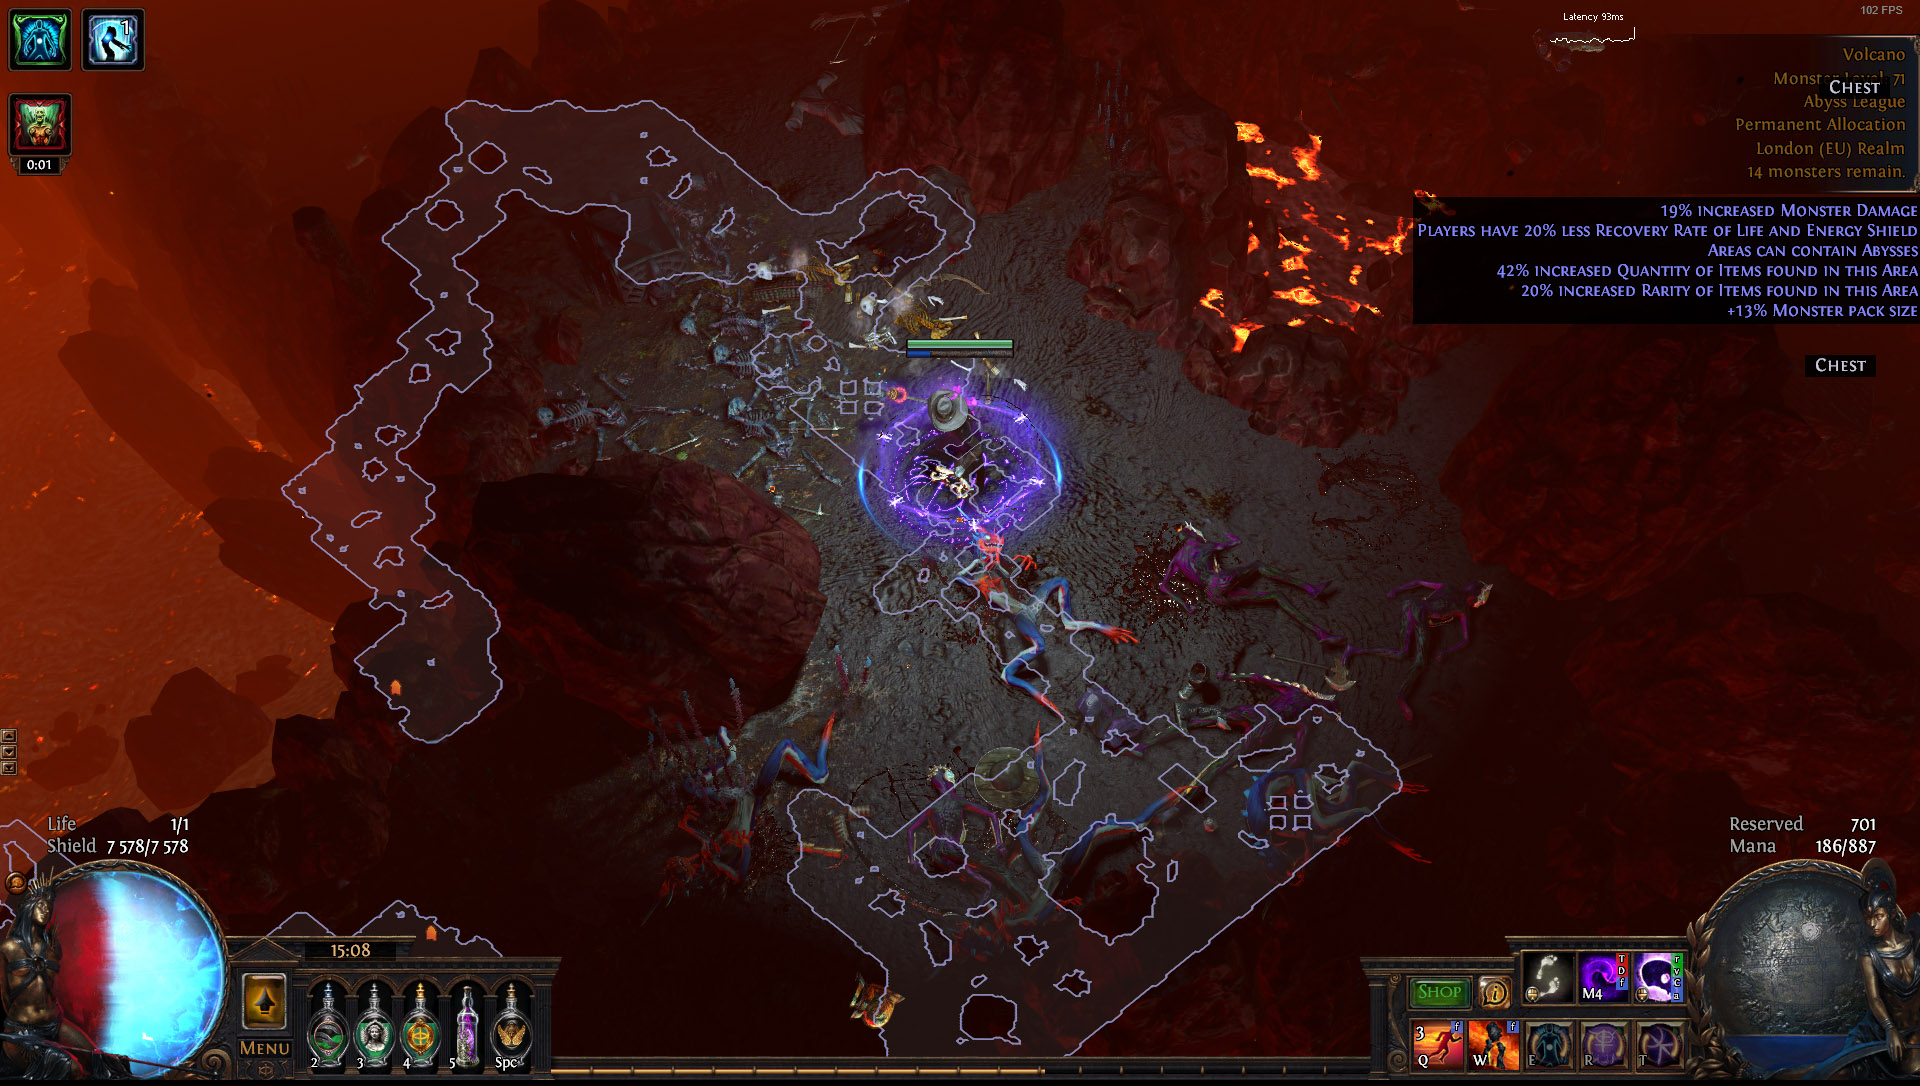 1
0:01
Latency 93ms
102 FPS
Volcano
Monster Level 71
CHEST
Abyss League
Permanent Allocation
London (EU) Realm
14 monsters remain.
19% increased Monster Damage
Players have 20% less Recovery Rate of Life and Energy Shield
Areas can contain Abysses
42% increased Quantity of Items found in this Area
20% increased Rarity of Items found in this Area
+13% Monster pack size
Chest
Life 1/1
Shield 7 578/7 578
Reserved 701
Mana 186/887
15:08
Menu
2 3 4 5 Spc
Shop
M4
T D f
r v C a
3 Q f
W f
E
R
T